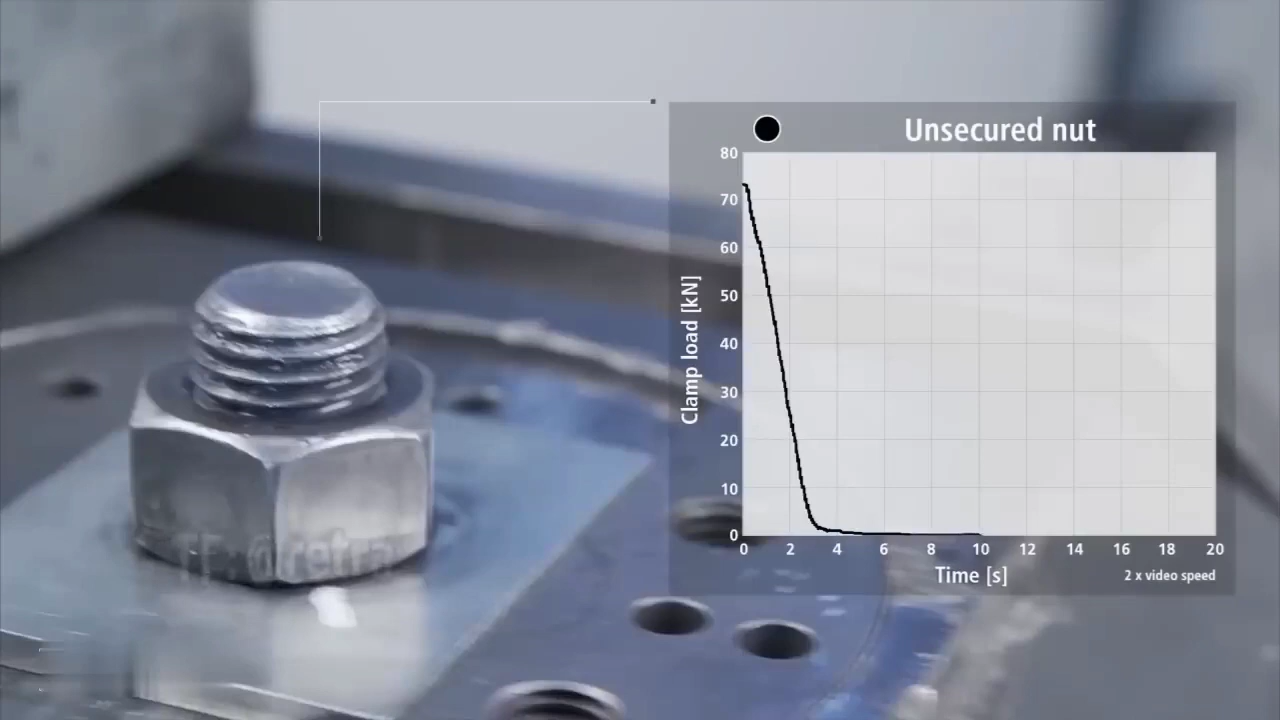 Unsecured nut
80
70
60
50
40
30
20
10
0
Clamp load [kN]
0 2 4 6 8 10 12 14 16 18 20
Time [s]
2 x video speed